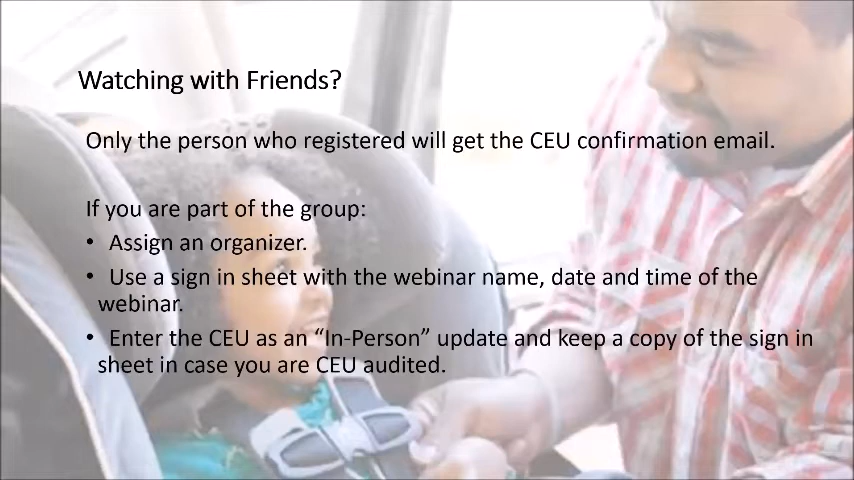 Watching with Friends?
Only the person who registered will get the CEU confirmation email.
If you are part of the group:
• Assign an organizer.
• Use a sign in sheet with the webinar name, date and time of the
webinar.
• Enter the CEU as an “In-Person” update and keep a copy of the sign in
sheet in case you are CEU audited.